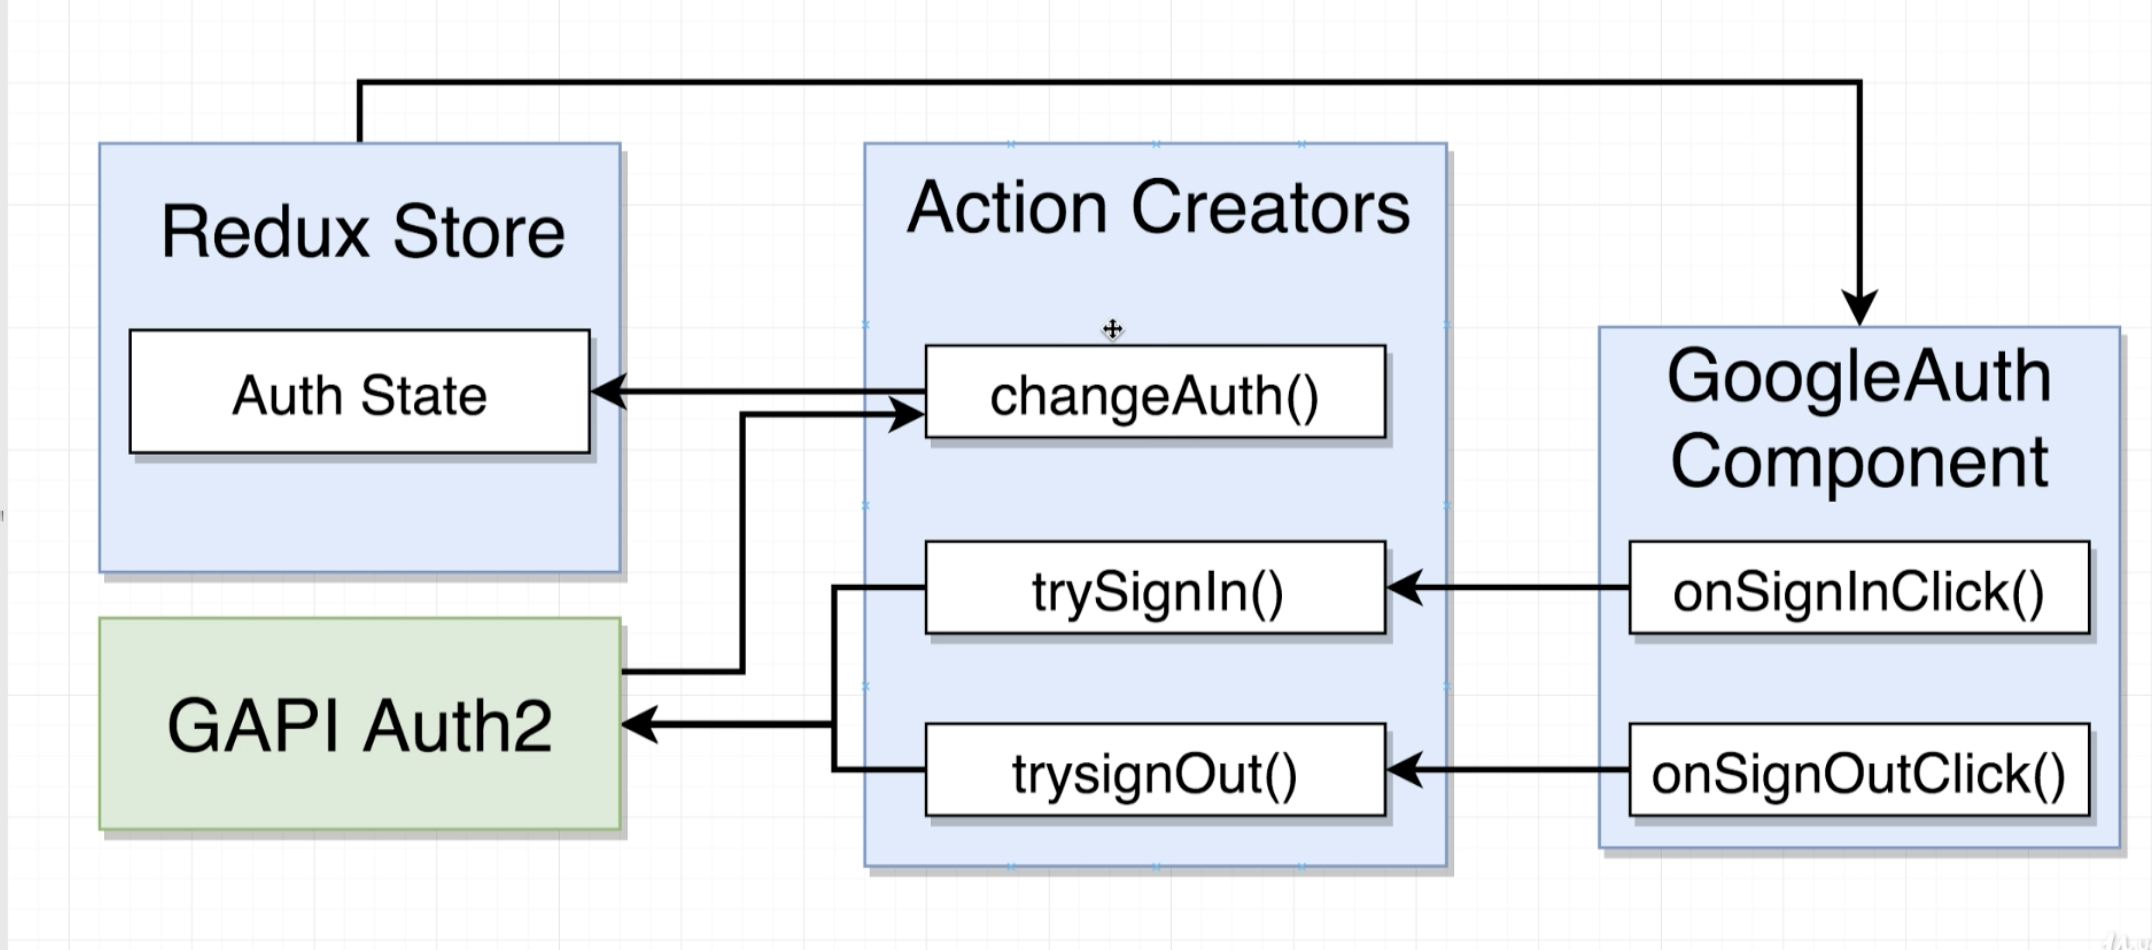 Redux Store
Auth State
GAPI Auth2
Action Creators
changeAuth()
trySignIn()
trysignOut()
GoogleAuth
Component
onSignInClick()
onSignOutClick()